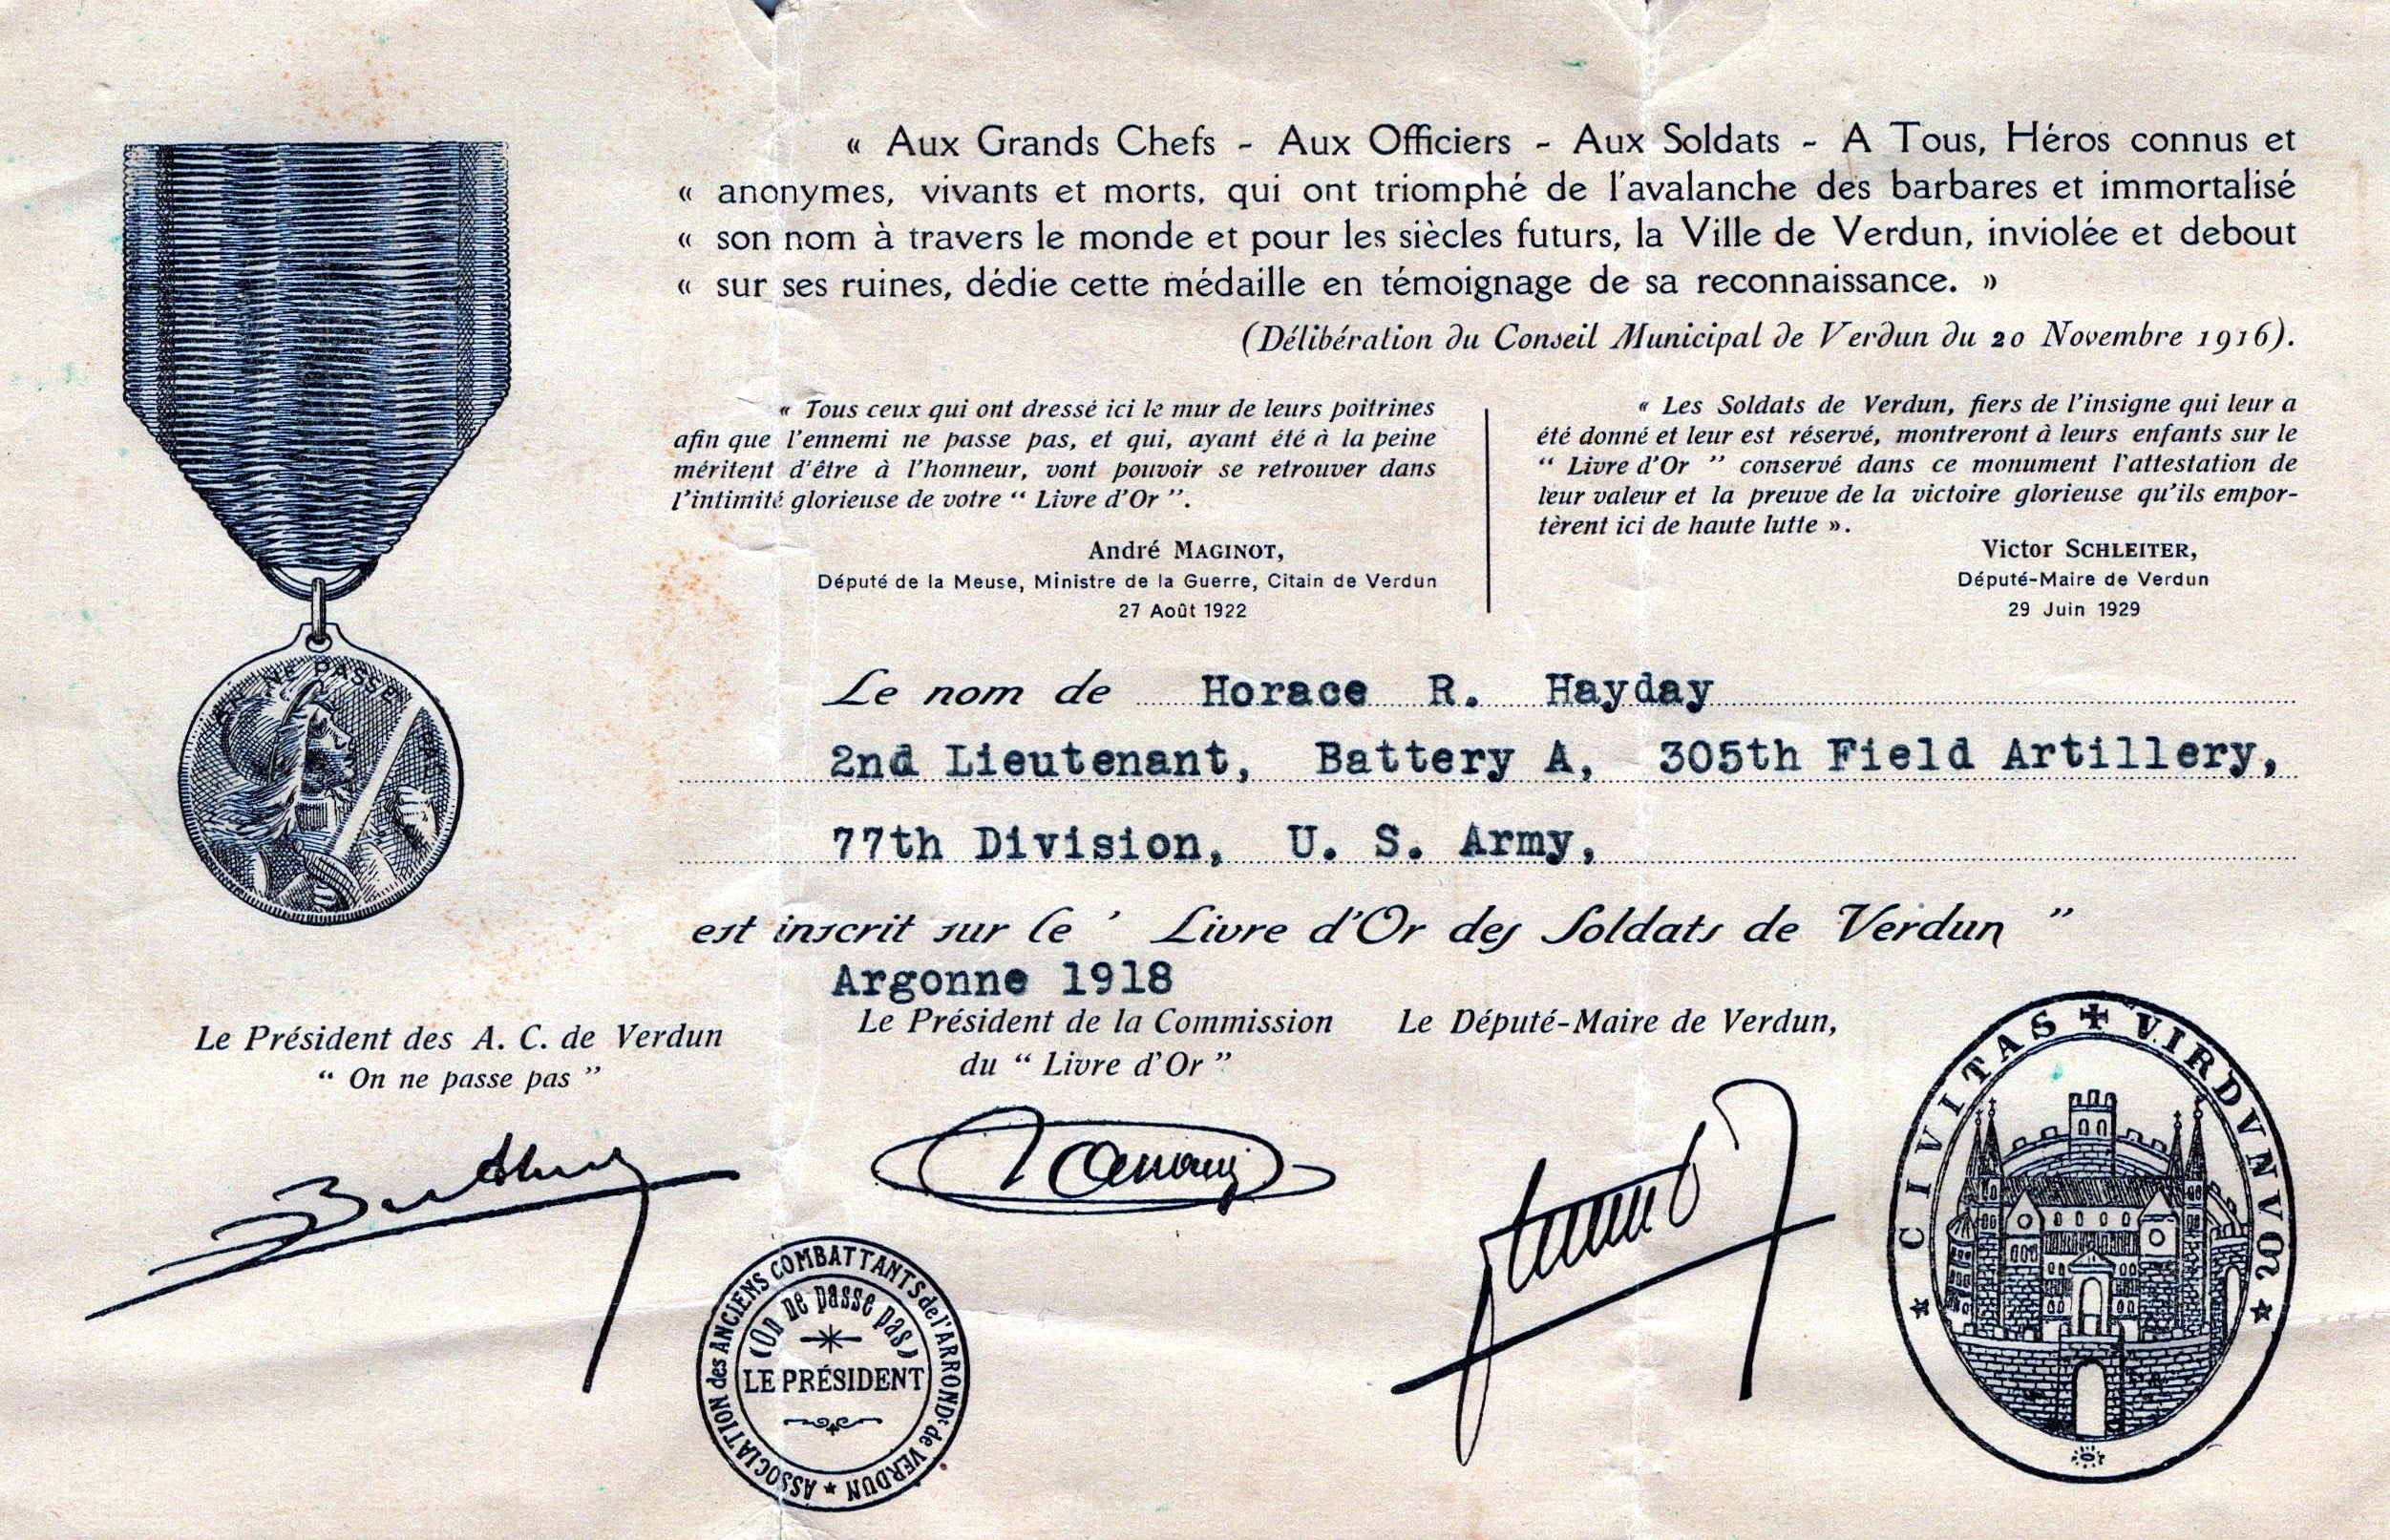 « Aux Grands Chefs - Aux Officiers - Aux Soldats - A Tous, Héros connus et
« anonymes, vivants et morts, qui ont triomphé de l'avalanche des barbares et immortalisé
« son nom à travers le monde et pour les siècles futurs, la Ville de Verdun, inviolée et debout
« sur ses ruines, dédie cette médaille en témoignage de sa reconnaissance. »
(Délibération du Conseil Municipal de Verdun du 20 Novembre 1916).
« Tous ceux qui ont dressé ici le mur de leurs poitrines
afin que l'ennemi ne passe pas, et qui, ayant été à la peine
méritent d'être à l'honneur, vont pouvoir se retrouver dans
l'intimité glorieuse de votre “ Livre d'Or ”.
André MAGINOT,
Député de la Meuse, Ministre de la Guerre, Citain de Verdun
27 Août 1922
« Les Soldats de Verdun, fiers de l'insigne qui leur a
été donné et leur est réservé, montreront à leurs enfants sur le
“ Livre d'Or ” conservé dans ce monument l'attestation de
leur valeur et la preuve de la victoire glorieuse qu'ils empor-
tèrent ici de haute lutte ».
Victor SCHLEITER,
Député-Maire de Verdun
29 Juin 1929
NE PASSE
Le nom de Horace R. Hayday
2nd Lieutenant, Battery A, 305th Field Artillery,
77th Division, U. S. Army,
est inscrit sur le ' Livre d'Or des Soldats de Verdun ”
Argonne 1918
Le Président des A. C. de Verdun
“ On ne passe pas ”
Le Président de la Commission
du “ Livre d'Or ”
Le Député-Maire de Verdun,
ASSOCIATION des ANCIENS COMBATTANTS de l'ARRONDt de VERDUN ★
(On ne passe pas)
LE PRÉSIDENT
★ CIVITAS ✚ VIRDVNVM ★